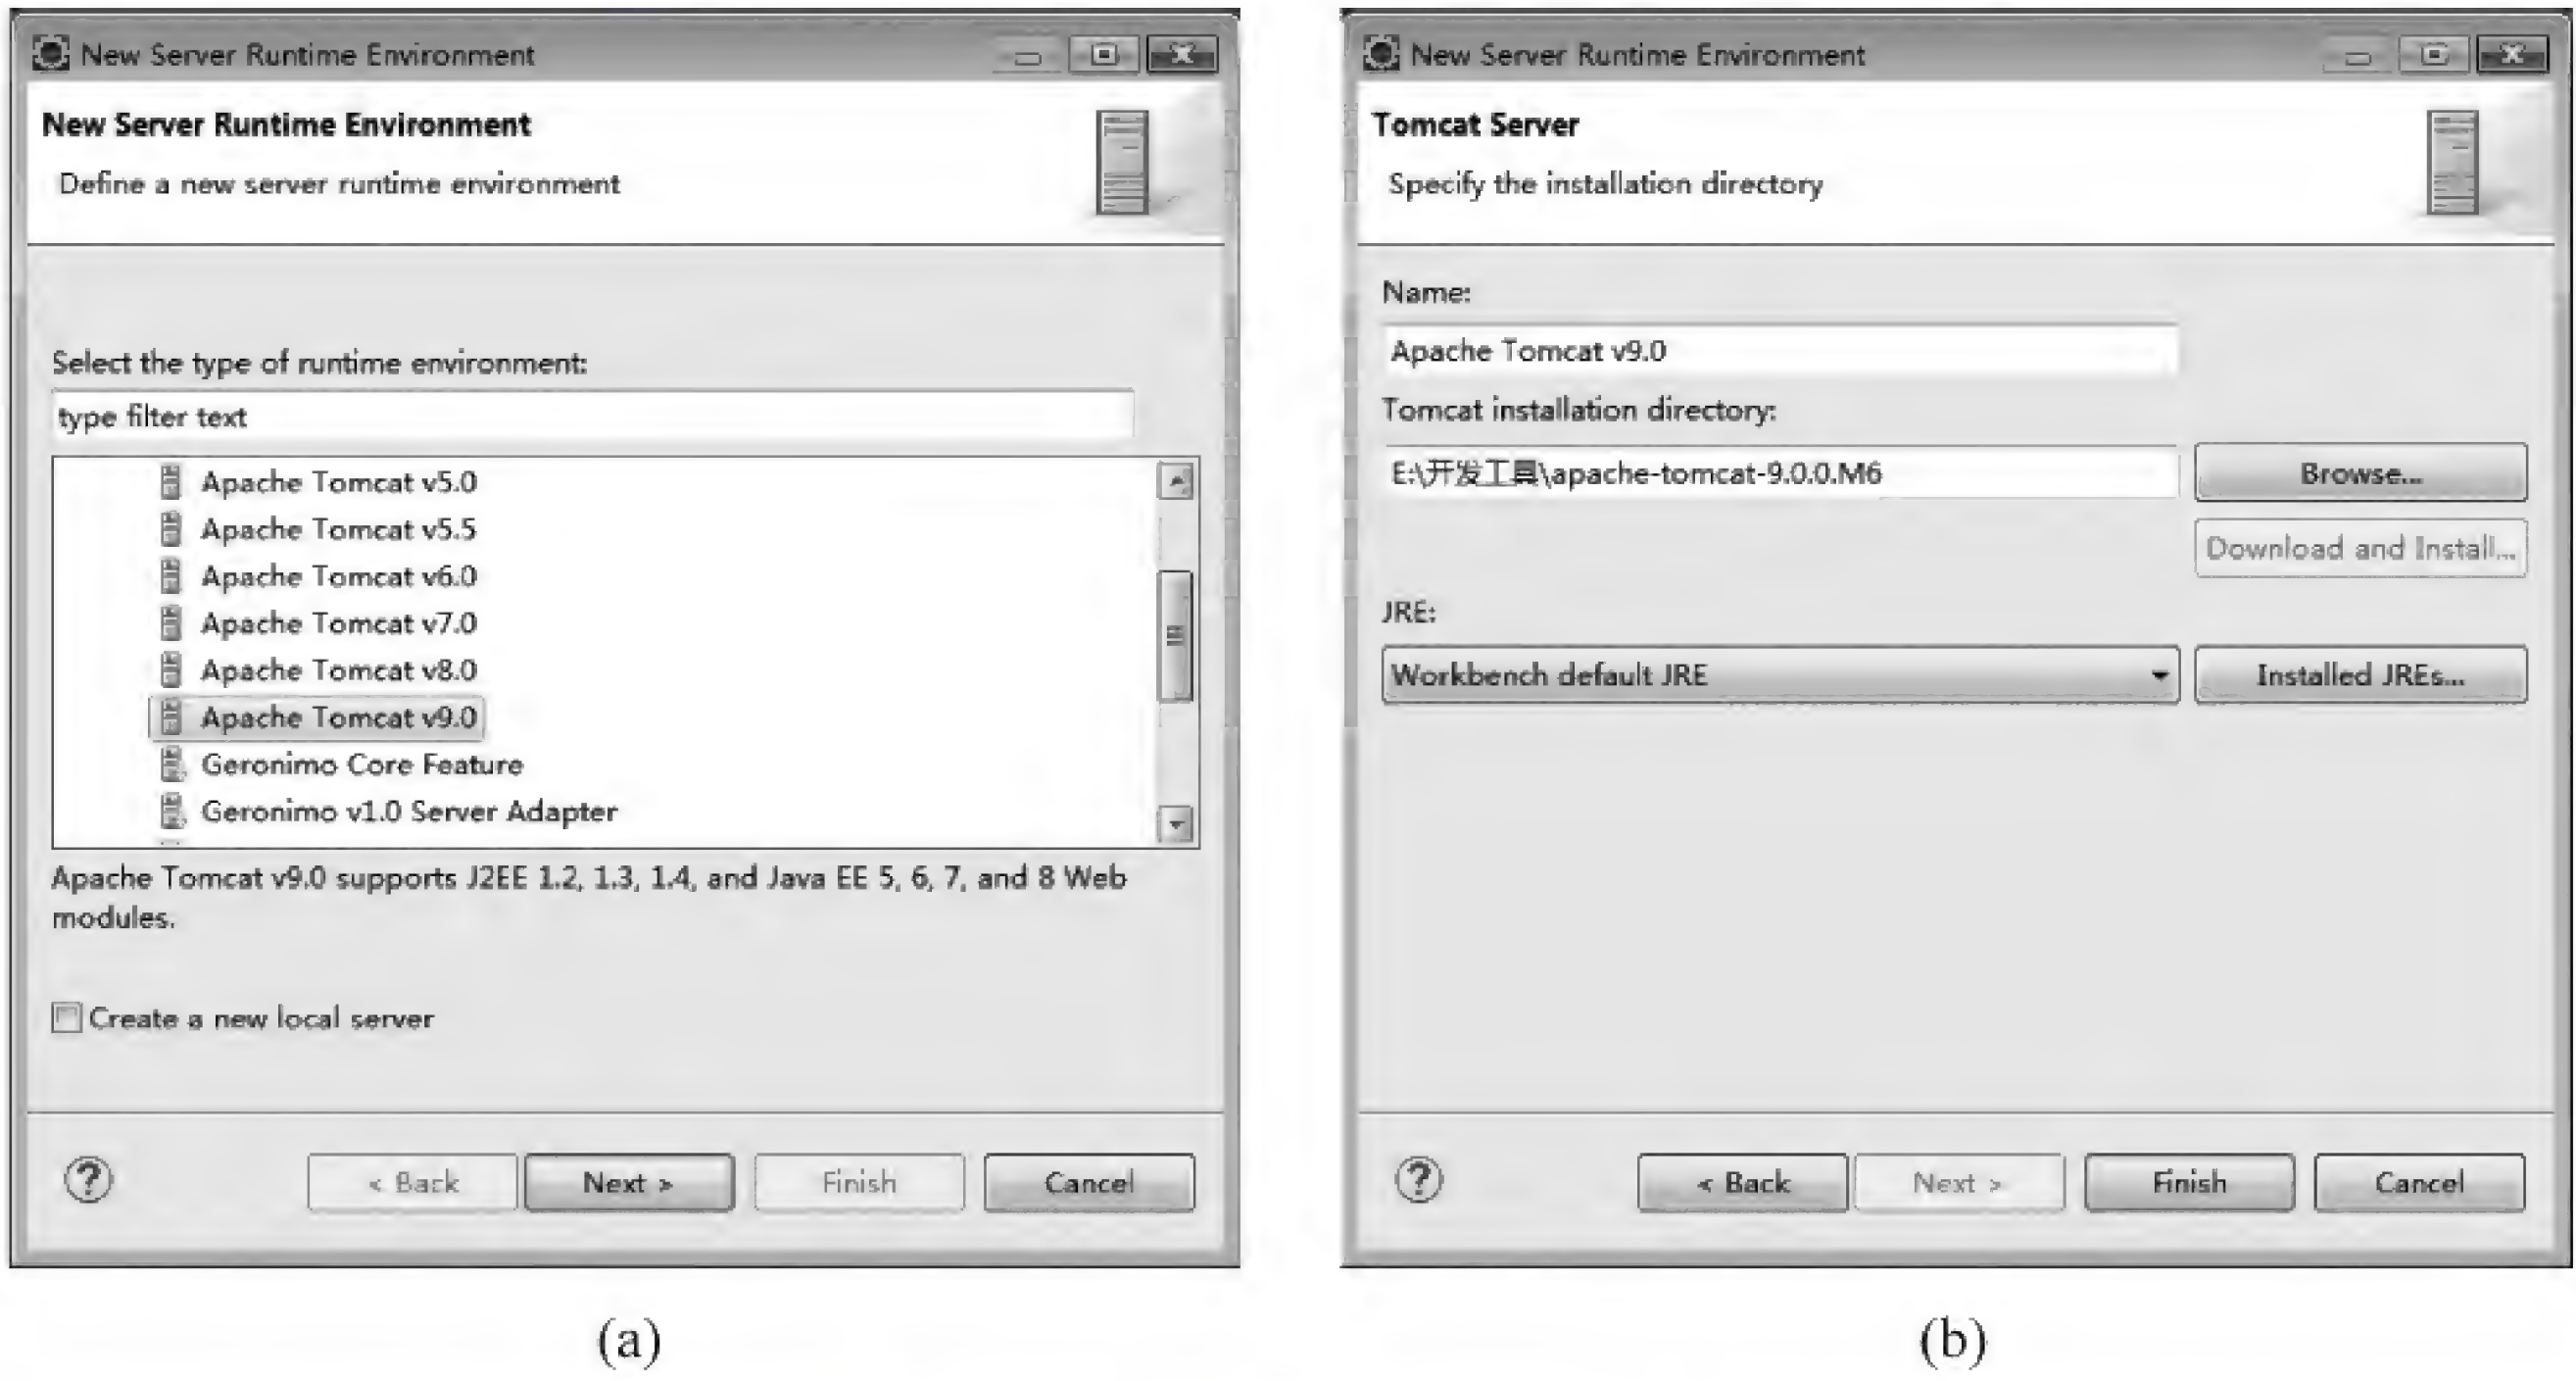 New Server Runtime Environment
New Server Runtime Environment
Define a new server runtime environment
Select the type of runtime environment:
type filter text
Apache Tomcat v5.0
Apache Tomcat v5.5
Apache Tomcat v6.0
Apache Tomcat v7.0
Apache Tomcat v8.0
Apache Tomcat v9.0
Geronimo Core Feature
Geronimo v1.0 Server Adapter
Apache Tomcat v9.0 supports J2EE 1.2, 1.3, 1.4, and Java EE 5, 6, 7, and 8 Web
modules.
Create a new local server
? < Back Next > Finish Cancel
(a)
New Server Runtime Environment
Tomcat Server
Specify the installation directory
Name:
Apache Tomcat v9.0
Tomcat installation directory:
E:\开发工具\apache-tomcat-9.0.0.M6 Browse...
Download and Install...
JRE:
Workbench default JRE Installed JREs...
? < Back Next > Finish Cancel
(b)